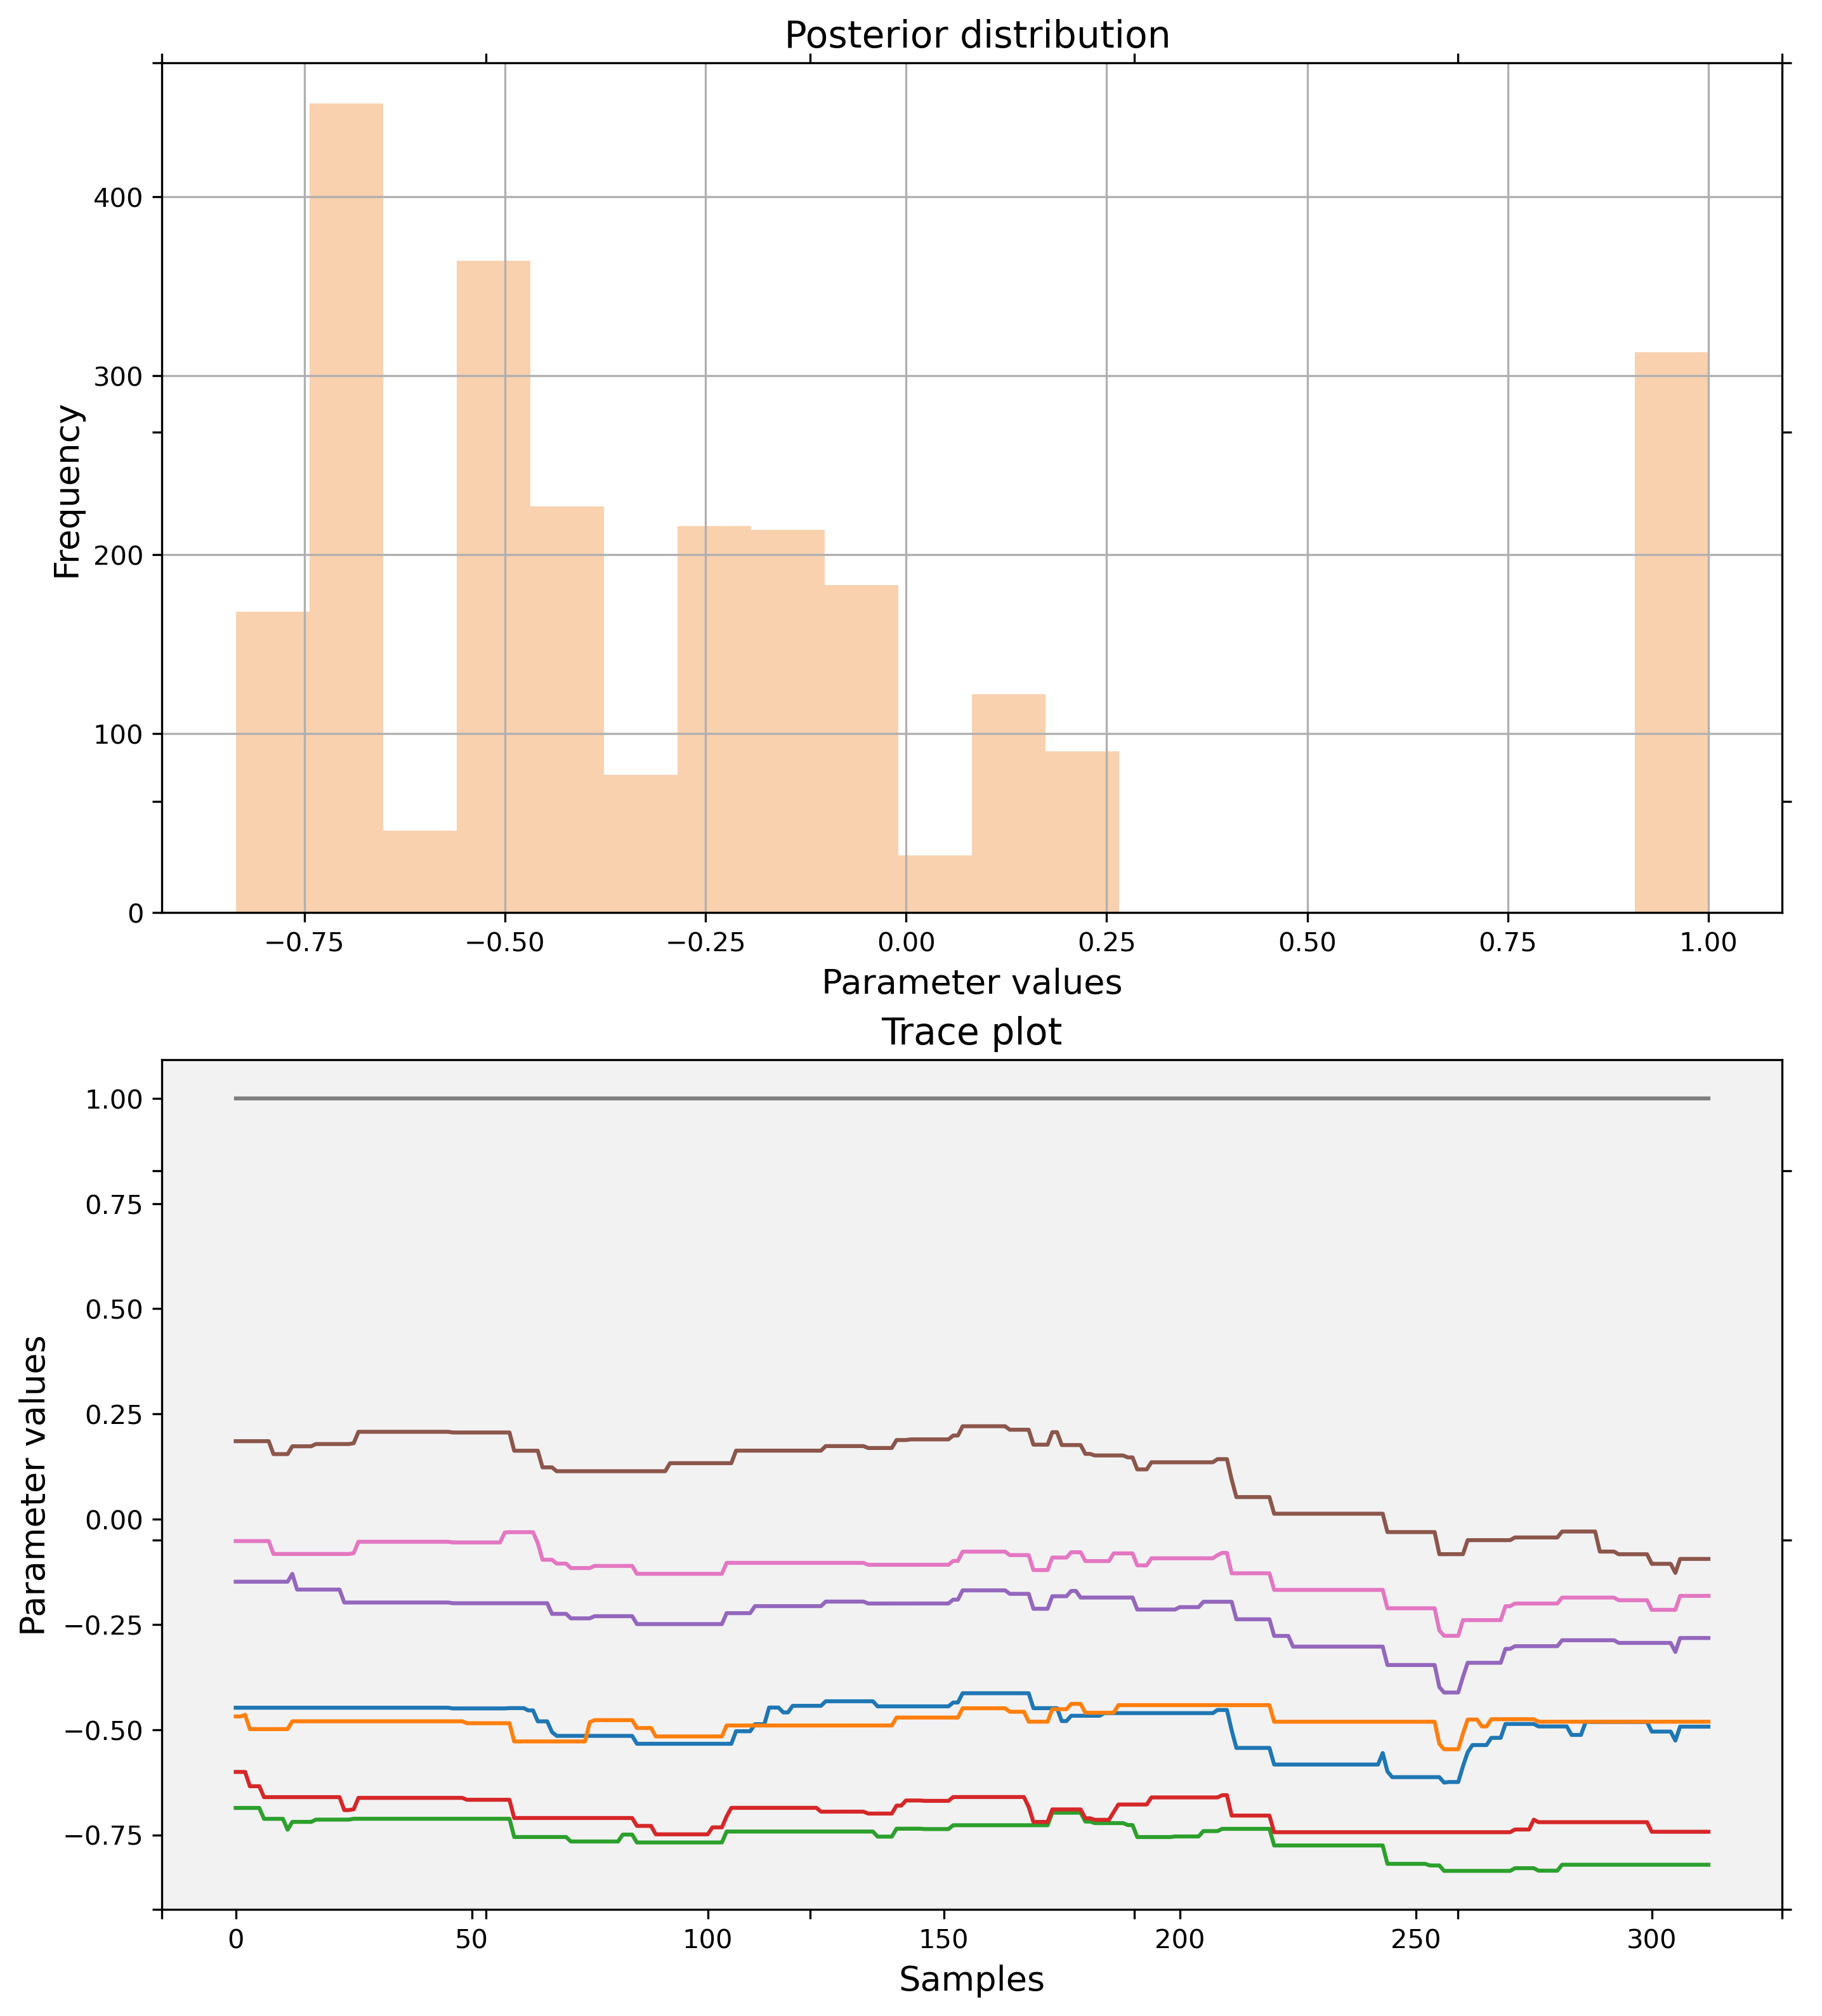 Posterior distribution
400
300
200
100
0
Frequency
−0.75 −0.50 −0.25 0.00 0.25 0.50 0.75 1.00
Parameter values
Trace plot
1.00
0.75
0.50
0.25
0.00
−0.25
−0.50
−0.75
Parameter values
0 50 100 150 200 250 300
Samples